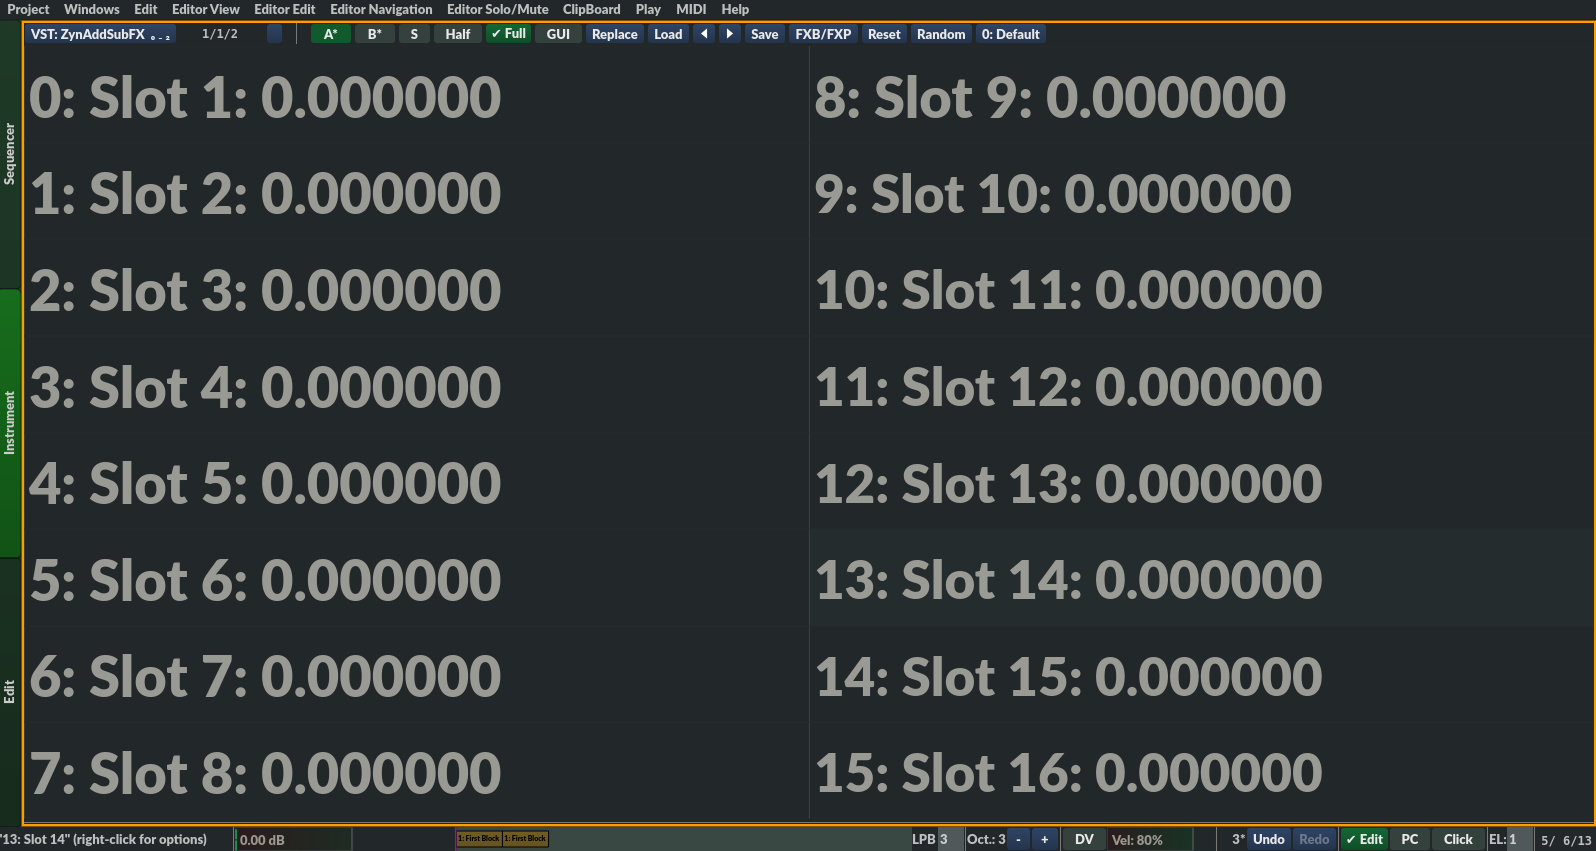 Project Windows Edit Editor View Editor Edit Editor Navigation Editor Solo/Mute ClipBoard Play MIDI Help
VST: ZynAddSubFX 0 - 2 1/1/2 A* B* S Half ✔ Full GUI Replace Load Save FXB/FXP Reset Random 0: Default
Sequencer
Instrument
Edit
0: Slot 1: 0.000000
1: Slot 2: 0.000000
2: Slot 3: 0.000000
3: Slot 4: 0.000000
4: Slot 5: 0.000000
5: Slot 6: 0.000000
6: Slot 7: 0.000000
7: Slot 8: 0.000000
8: Slot 9: 0.000000
9: Slot 10: 0.000000
10: Slot 11: 0.000000
11: Slot 12: 0.000000
12: Slot 13: 0.000000
13: Slot 14: 0.000000
14: Slot 15: 0.000000
15: Slot 16: 0.000000
"13: Slot 14" (right-click for options) 0.00 dB 1: First Block 1: First Block LPB 3 Oct.: 3 - + DV Vel: 80% 3* Undo Redo ✔ Edit PC Click EL: 1 5/ 6/13